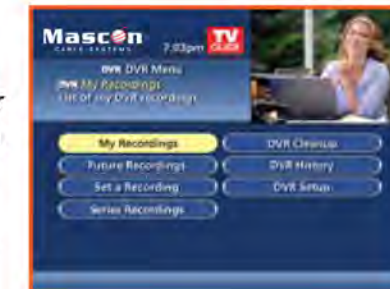 Mascon
CABLE SYSTEMS
7:03pm
TV
GUIDE
DVR DVR Menu
DVR My Recordings
List of my DVR recordings
My Recordings
DVR Cleanup
Future Recordings
DVR History
Set a Recording
DVR Setup
Series Recordings